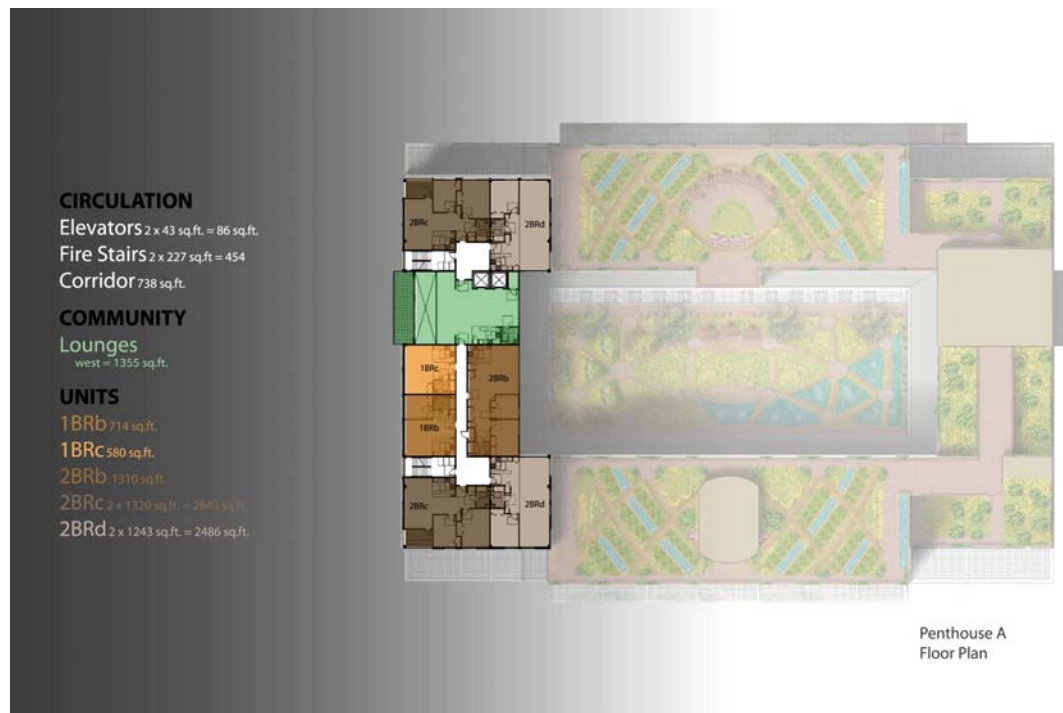 CIRCULATION
Elevators 2 x 43 sq.ft. = 86 sq.ft.
Fire Stairs 2 x 227 sq.ft = 454
Corridor 738 sq.ft.
COMMUNITY
Lounges
west = 1355 sq.ft.
UNITS
1BRb 714 sq.ft.
1BRc 580 sq.ft.
2BRb 1310 sq.ft.
2BRc 2 x 1320 sq.ft. = 2640 sq.ft
2BRd 2 x 1243 sq.ft. = 2486 sq.ft.
2BRc
2BRd
1BRc
2BRb
1BRb
2BRc
2BRd
Penthouse A
Floor Plan